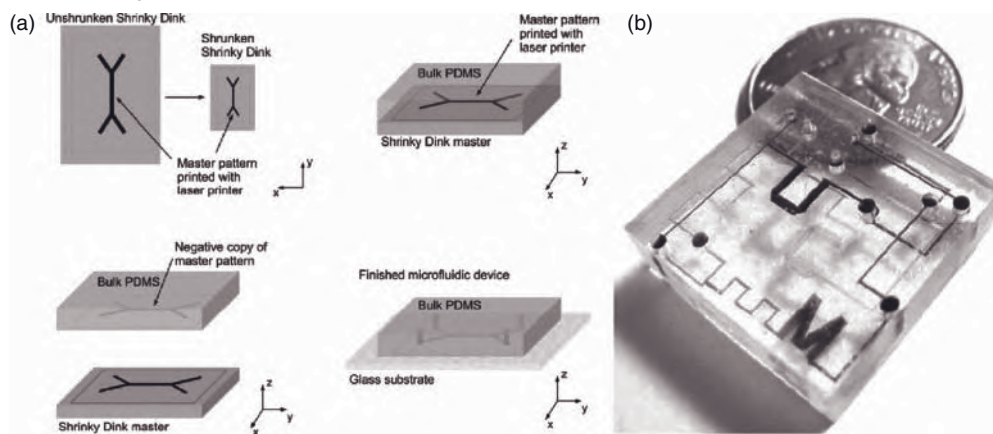 (a)
Unshrunken Shrinky Dink
Shrunken
Shrinky Dink
Master pattern
printed with
laser printer
y
x
Master pattern
printed with
laser printer
Bulk PDMS
Shrinky Dink master
z
y
x
Negative copy of
master pattern
Bulk PDMS
Shrinky Dink master
z
y
x
Finished microfluidic device
Bulk PDMS
Glass substrate
z
y
x
(b)
U
C
M